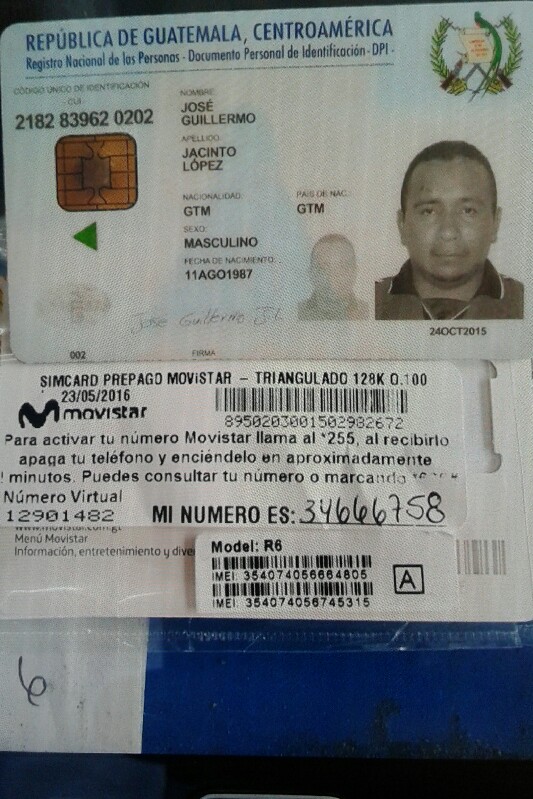 REPÚBLICA DE GUATEMALA, CENTROAMÉRICA
Registro Nacional de las Personas - Documento Personal de Identificación - DPI -
CÓDIGO ÚNICO DE IDENTIFICACIÓN
- CUI -
2182 83962 0202
NOMBRE:
JOSÉ
GUILLERMO
APELLIDO:
JACINTO
LÓPEZ
NACIONALIDAD: PAIS DE NAC.:
GTM GTM
SEXO:
MASCULINO
FECHA DE NACIMIENTO:
11AGO1987
Jose Guillermo J.L.
24OCT2015
002 FIRMA
SIMCARD PREPAGO MOVISTAR - TRIANGULADO 128K Q.100
23/05/2016
movistar
8950203001502982672
Para activar tu número Movistar llama al *255, al recibirlo
apaga tu teléfono y enciéndelo en aproximadamente
minutos. Puedes consultar tu número o marcando
Número Virtual
12901482 MI NUMERO ES: 34666758
www.movistar.com.gt
Menú Movistar
Información, entretenimiento y dive
Model: R6
IMEI: 354074056664805
A
IMEI: 354074056745315
6